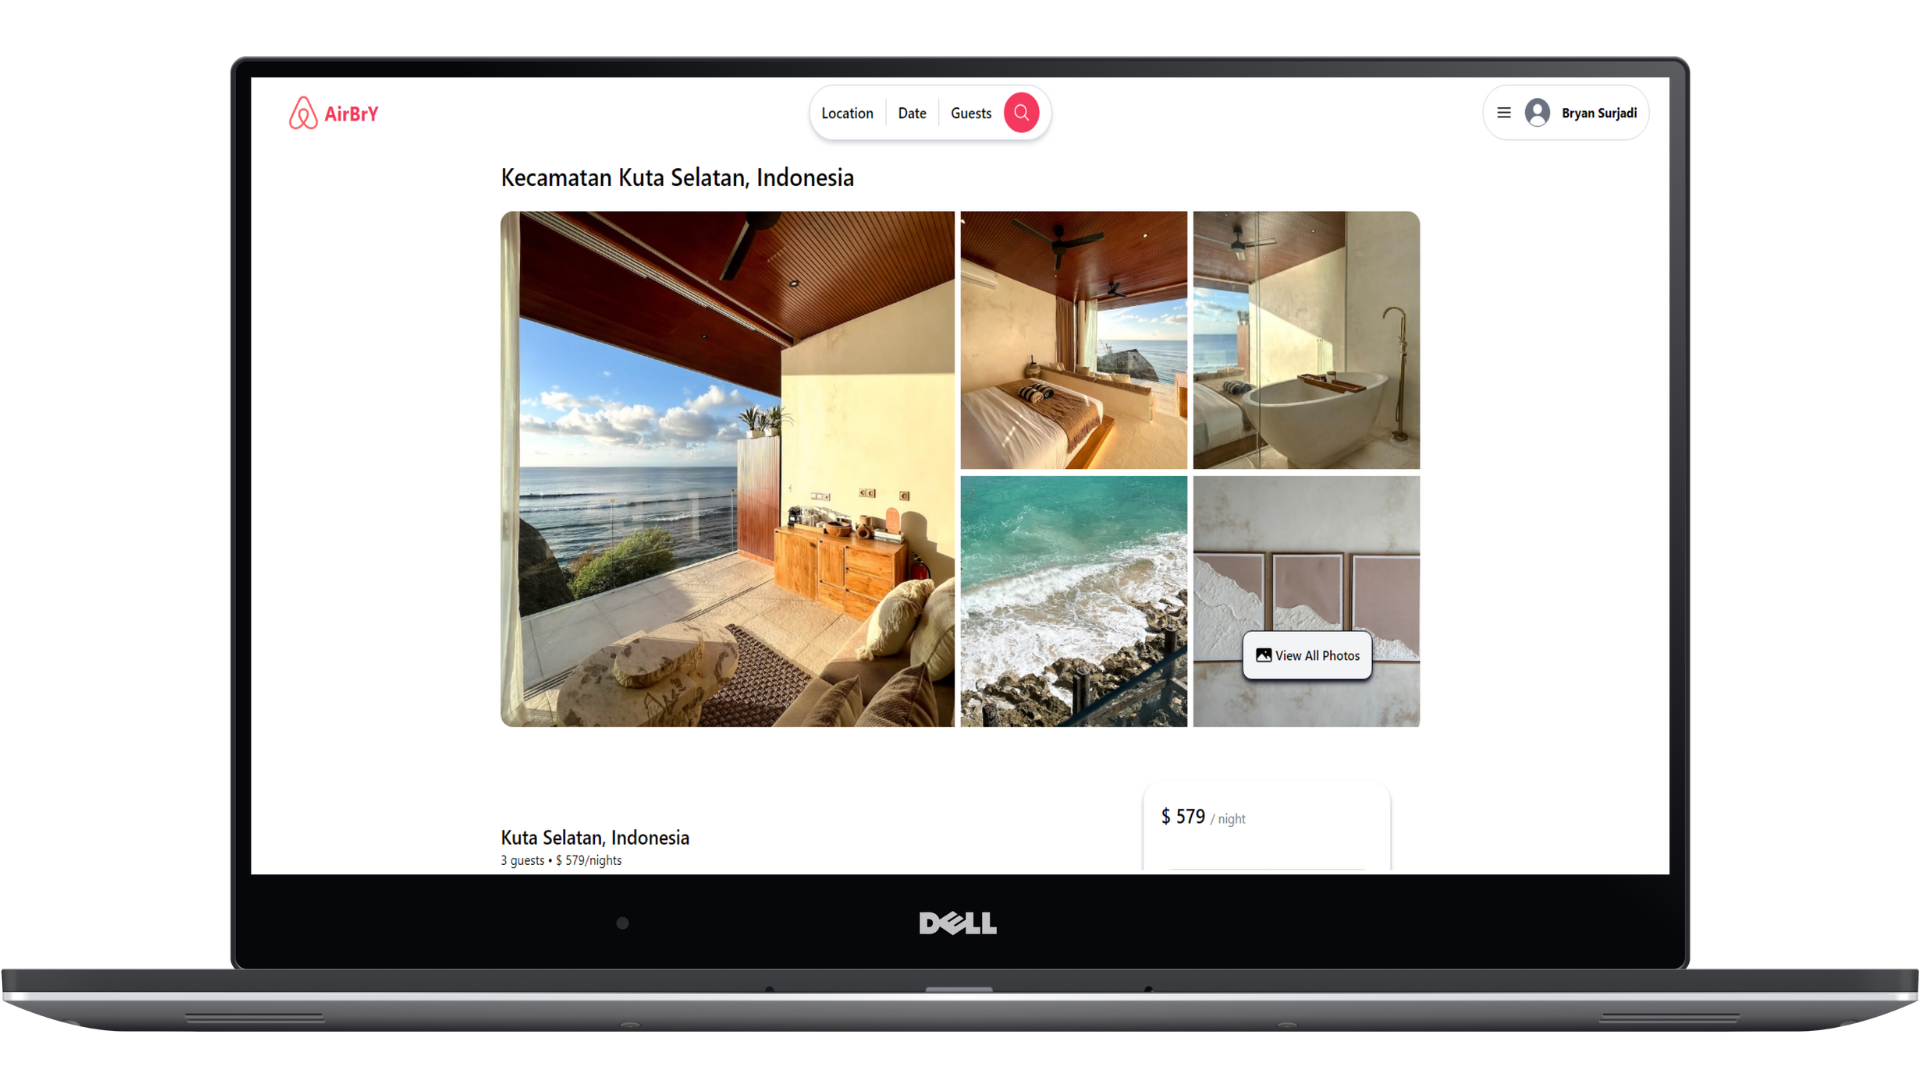 AirBrY
Location Date Guests
Bryan Surjadi
Kecamatan Kuta Selatan, Indonesia
View All Photos
$ 579 / night
Kuta Selatan, Indonesia
3 guests • $ 579/nights
DELL